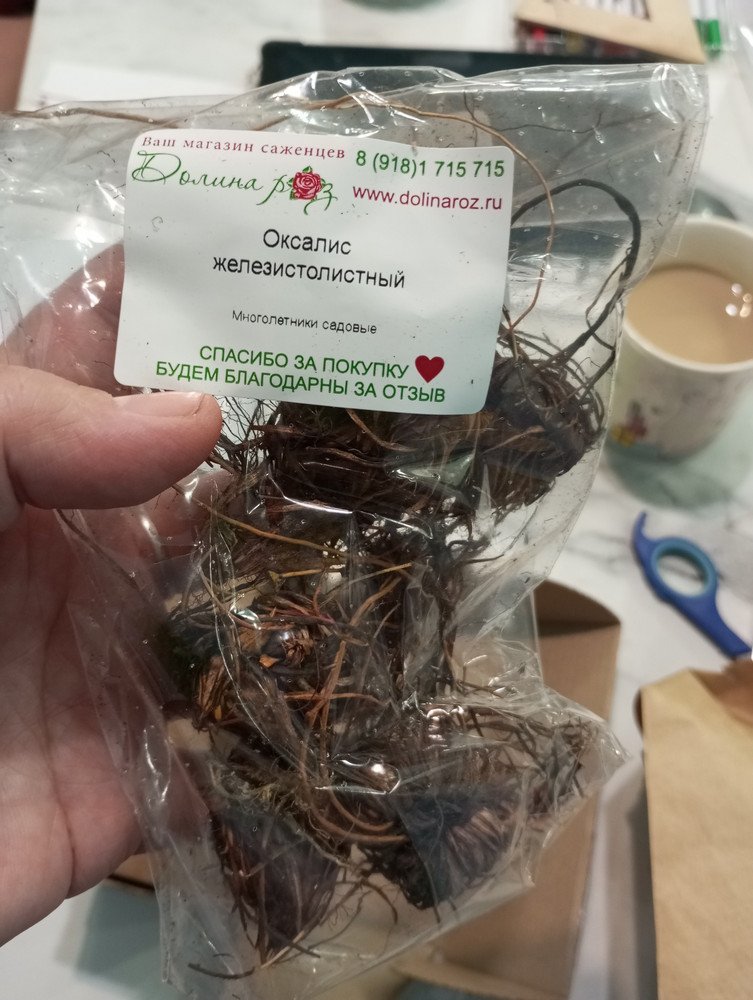 Ваш магазин саженцев
Долина роз
8 (918)1 715 715
www.dolinaroz.ru
Оксалис
железистолистный
Многолетники садовые
СПАСИБО ЗА ПОКУПКУ
БУДЕМ БЛАГОДАРНЫ ЗА ОТЗЫВ